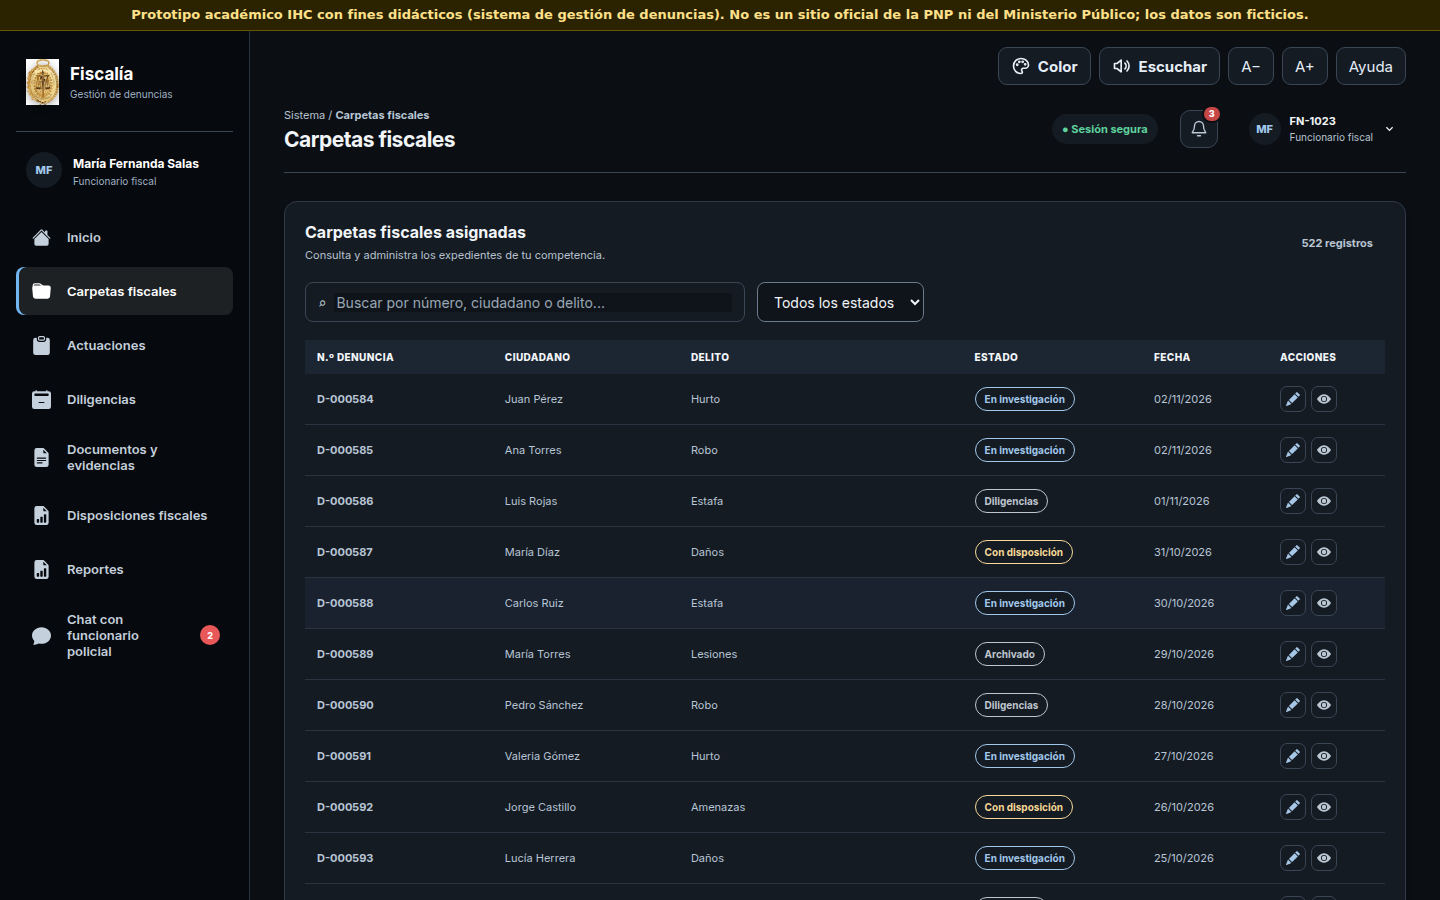 Prototipo académico IHC con fines didácticos (sistema de gestión de denuncias). No es un sitio oficial de la PNP ni del Ministerio Público; los datos son ficticios.
Fiscalía
Gestión de denuncias
MF
María Fernanda Salas
Funcionario fiscal
Inicio
Carpetas fiscales
Actuaciones
Diligencias
Documentos y
evidencias
Disposiciones fiscales
Reportes
Chat con
funcionario
policial
2
Color
Escuchar
A−
A+
Ayuda
Sistema / Carpetas fiscales
Carpetas fiscales
Sesión segura
3
MF
FN-1023
Funcionario fiscal
Carpetas fiscales asignadas
Consulta y administra los expedientes de tu competencia.
522 registros
Buscar por número, ciudadano o delito...
Todos los estados
N.º DENUNCIA CIUDADANO DELITO ESTADO FECHA ACCIONES
D-000584 Juan Pérez Hurto En investigación 02/11/2026
D-000585 Ana Torres Robo En investigación 02/11/2026
D-000586 Luis Rojas Estafa Diligencias 01/11/2026
D-000587 María Díaz Daños Con disposición 31/10/2026
D-000588 Carlos Ruiz Estafa En investigación 30/10/2026
D-000589 María Torres Lesiones Archivado 29/10/2026
D-000590 Pedro Sánchez Robo Diligencias 28/10/2026
D-000591 Valeria Gómez Hurto En investigación 27/10/2026
D-000592 Jorge Castillo Amenazas Con disposición 26/10/2026
D-000593 Lucía Herrera Daños En investigación 25/10/2026